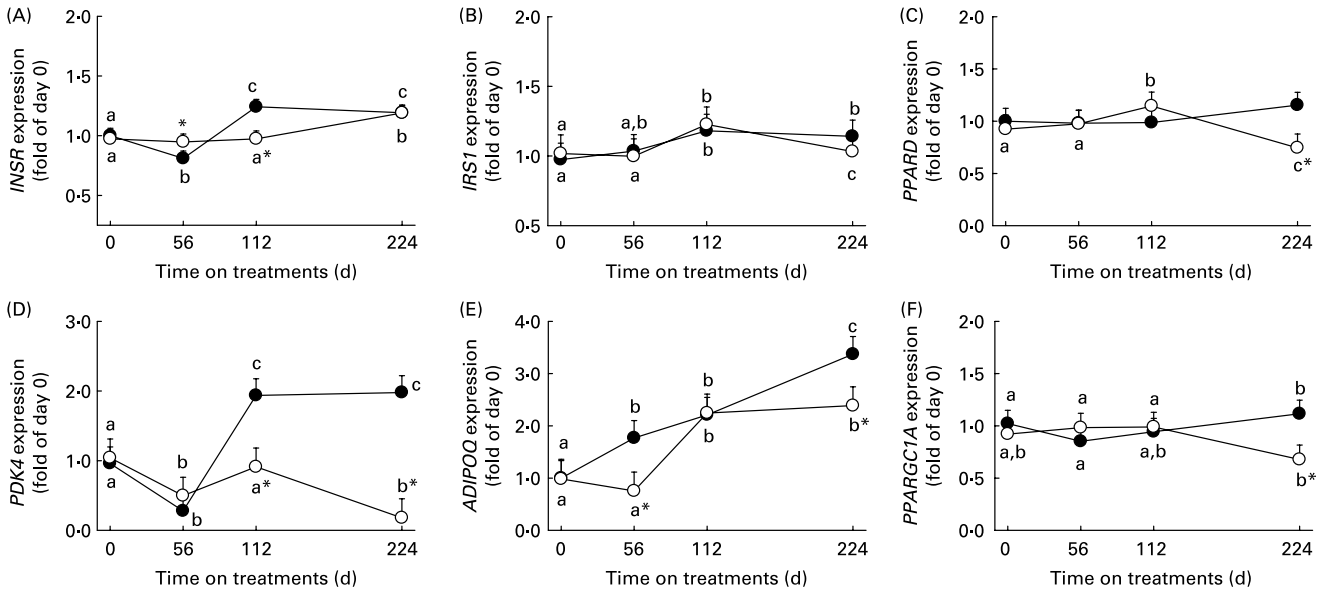 (A)
2·0
1·5
1·0
0·5
INSR expression
(fold of day 0)
a
a
*
b
c
a*
c
b
0 56 112 224
Time on treatments (d)
(B)
2·0
1·5
1·0
0·5
IRS1 expression
(fold of day 0)
a
a
a,b
a
b
b
b
c
0 56 112 224
Time on treatments (d)
(C)
2·0
1·5
1·0
0·5
0·0
PPARD expression
(fold of day 0)
a
a
b
c*
0 56 112 224
Time on treatments (d)
(D)
3·0
2·0
1·0
0·0
PDK4 expression
(fold of day 0)
a
a
b
b
c
a*
c
b*
0 56 112 224
Time on treatments (d)
(E)
4·0
3·0
2·0
1·0
0·0
ADIPOQ expression
(fold of day 0)
a
a
b
a*
b
b
c
b*
0 56 112 224
Time on treatments (d)
(F)
2·0
1·5
1·0
0·5
0·0
PPARGC1A expression
(fold of day 0)
a
a,b
a
a
a
a,b
b
b*
0 56 112 224
Time on treatments (d)